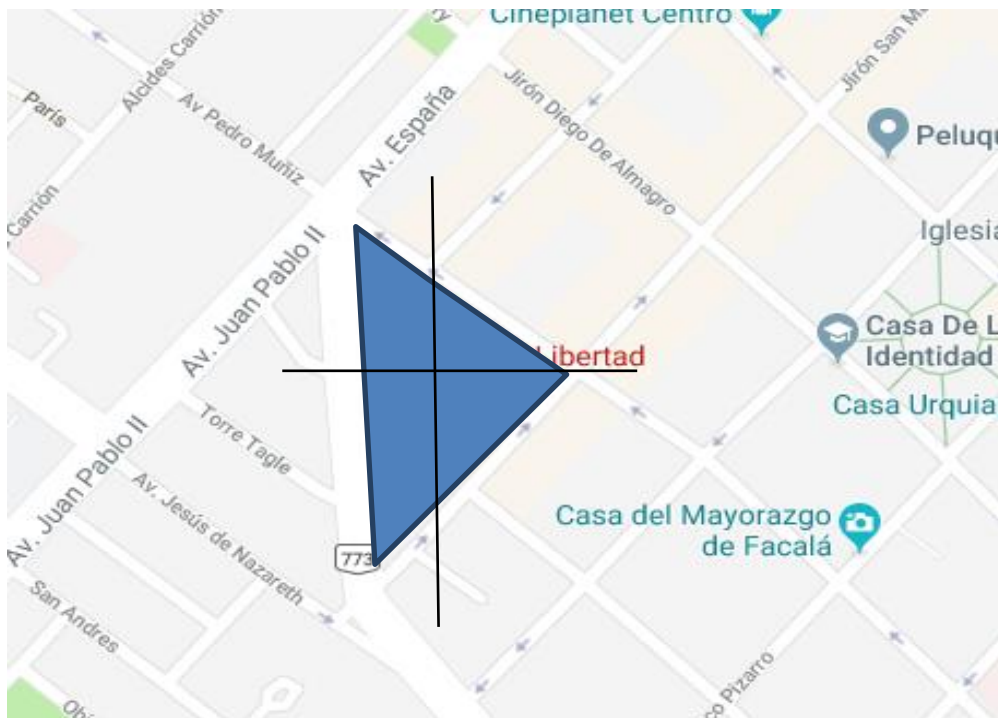 Cineplanet Centro
Alcides Carrión
Jirón San M
París
Av Pedro Muñiz
Av. España
Jirón Diego De Almagro
Peluqu
Carrión
Iglesia
Av. Juan Pablo II
Casa De L
Identidad
Libertad
Casa Urquia
Torre Tagle
Av. Juan Pablo II
Av. Jesús de Nazareth
Casa del Mayorazgo
de Facalá
773
San Andres
co Pizarro